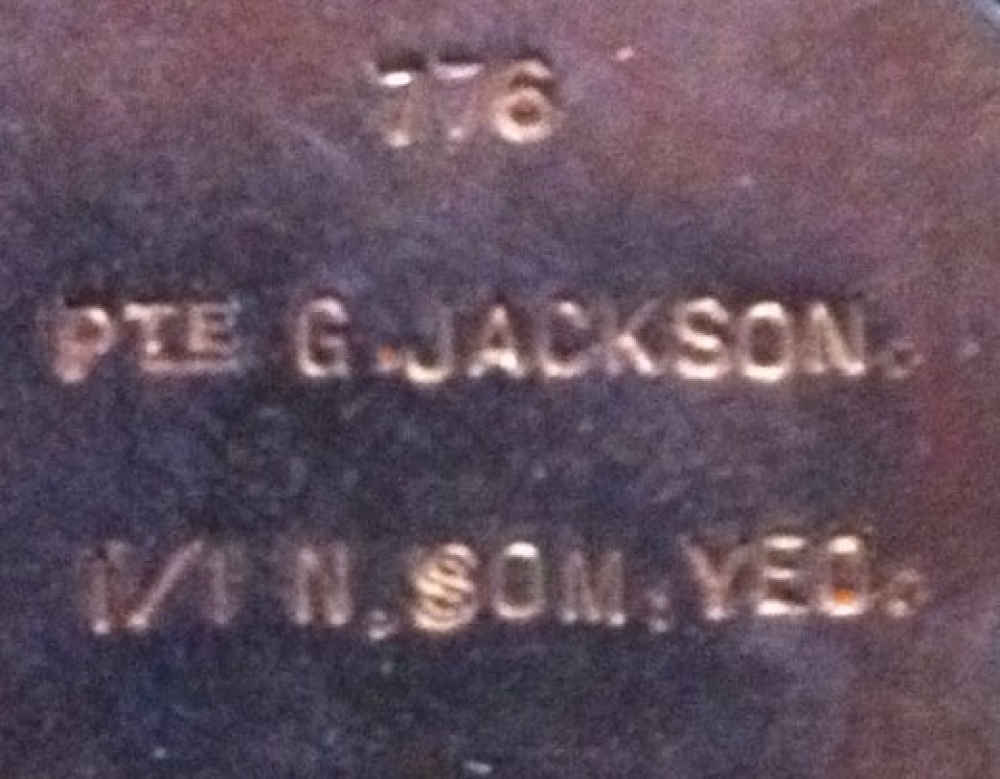 776
PTE G.JACKSON.
1/1 N.SOM.YEO.